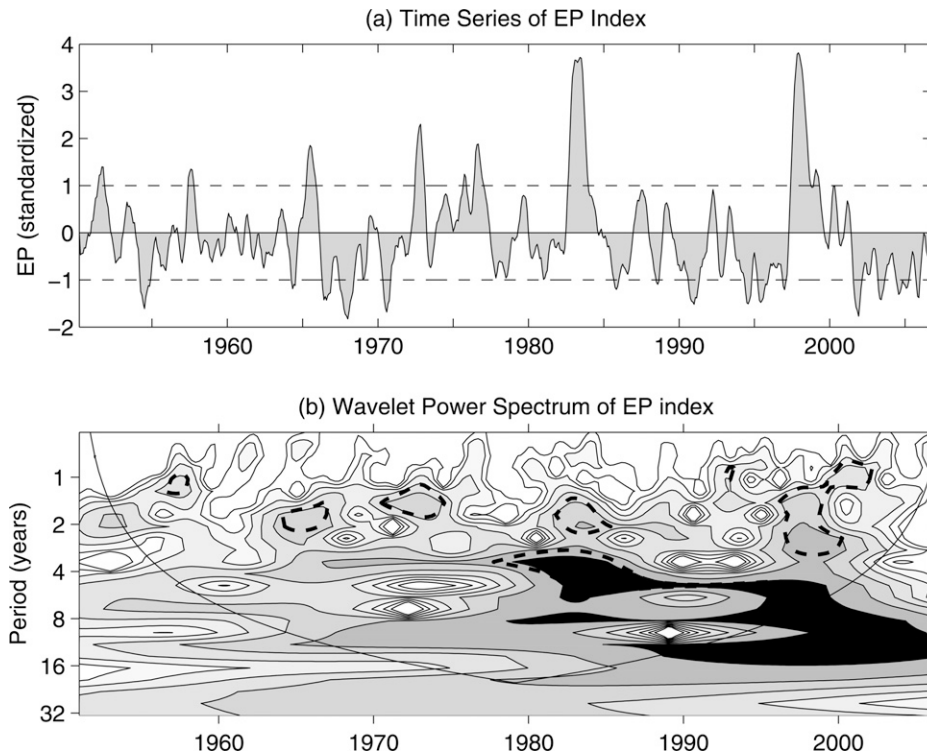 (a) Time Series of EP Index
4
3
2
1
0
−1
−2
EP (standardized)
1960 1970 1980 1990 2000
(b) Wavelet Power Spectrum of EP index
1
2
4
8
16
32
Period (years)
1960 1970 1980 1990 2000